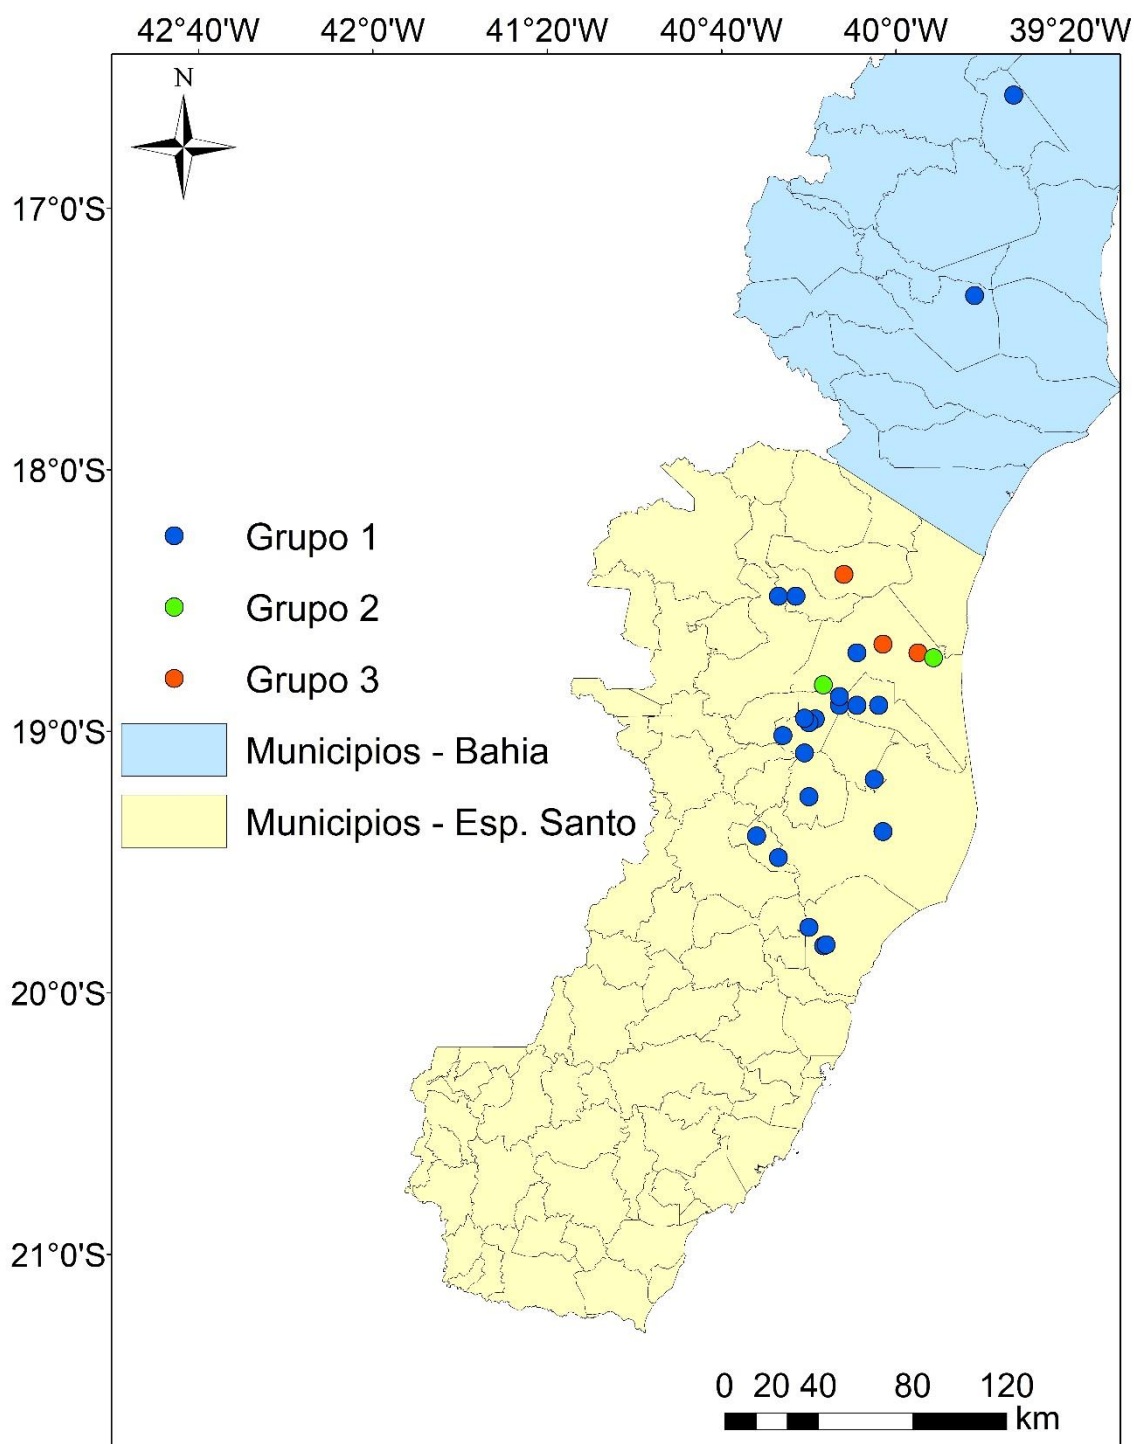 42°40'W 42°0'W 41°20'W 40°40'W 40°0'W 39°20'W
N
17°0'S
18°0'S
Grupo 1
Grupo 2
Grupo 3
19°0'S
Municipios - Bahia
Municipios - Esp. Santo
20°0'S
21°0'S
0 20 40 80 120
km